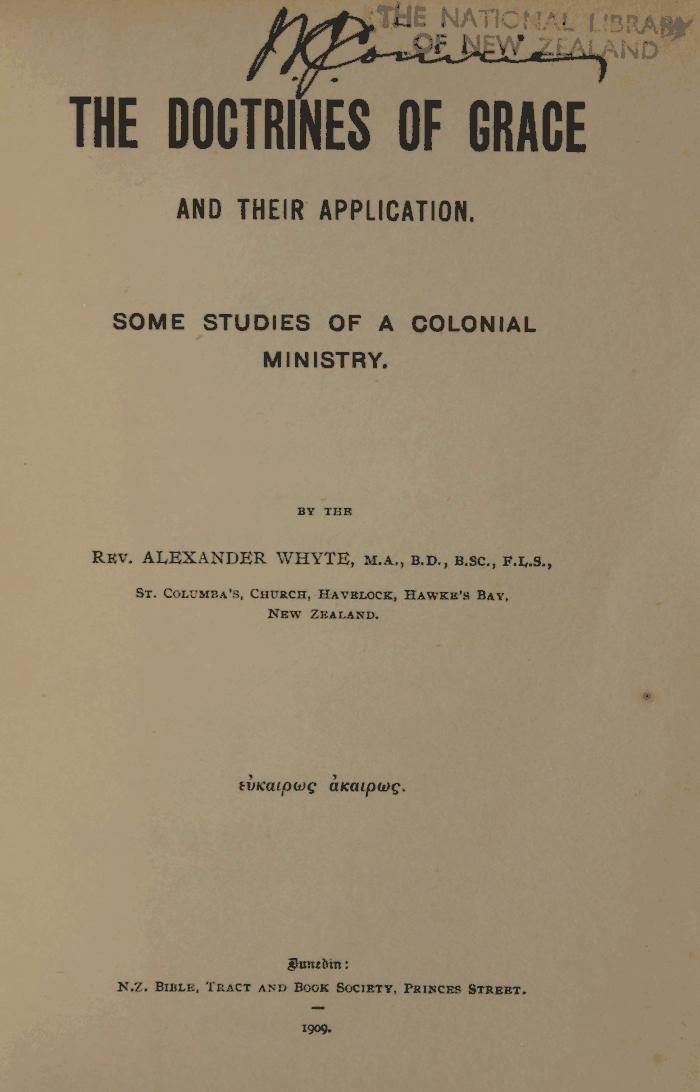 THE NATIONAL LIBRARY
OF NEW ZEALAND
THE DOCTRINES OF GRACE
AND THEIR APPLICATION.
SOME STUDIES OF A COLONIAL
MINISTRY.
BY THE
REV. ALEXANDER WHYTE, M.A., B.D., B.SC., F.L.S.,
ST. COLUMBA'S, CHURCH, HAVELOCK, HAWKE'S BAY,
NEW ZEALAND.
εὐκαιρως ἀκαιρως.
Dunedin:
N.Z. BIBLE, TRACT AND BOOK SOCIETY, PRINCES STREET.
1909.